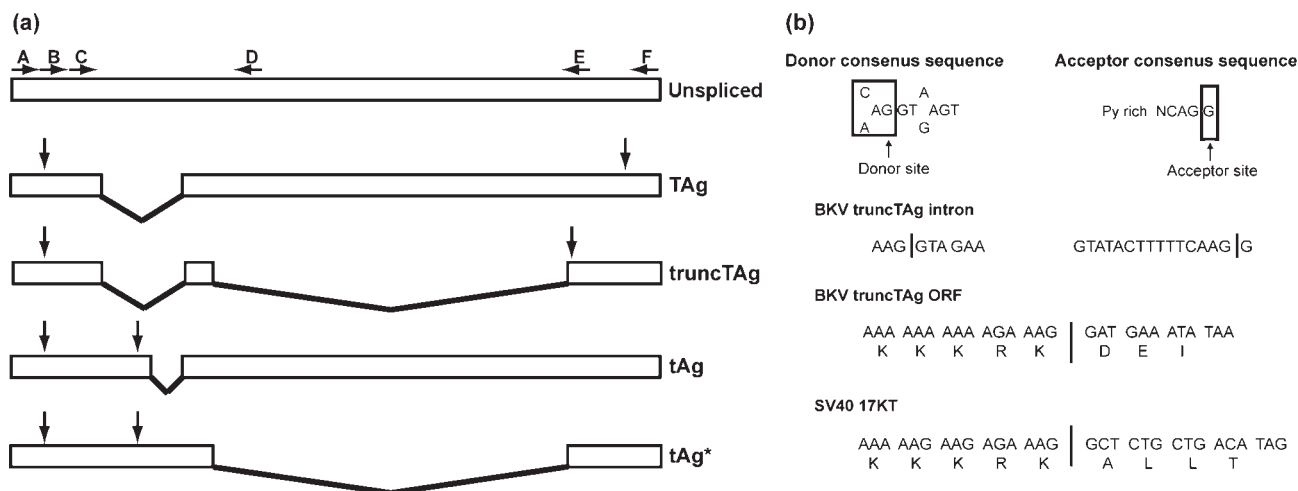 (a)
A B C D E F
Unspliced
TAg
truncTAg
tAg
tAg*
(b)
Donor consenus sequence
C A
AG GT AGT
A G
Donor site
Acceptor consenus sequence
Py rich NCAG G
Acceptor site
BKV truncTAg intron
AAG GTA GAA GTATACTTTTTCAAG G
BKV truncTAg ORF
AAA AAA AAA AGA AAG GAT GAA ATA TAA
K K K R K D E I
SV40 17KT
AAA AAG AAG AGA AAG GCT CTG CTG ACA TAG
K K K R K A L L T